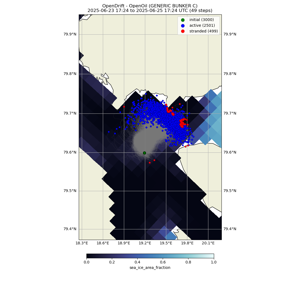 OpenDrift - OpenOil (GENERIC BUNKER C)
2025-06-23 17:24 to 2025-06-25 17:24 UTC (49 steps)
initial (3000)
active (2501)
stranded (499)
79.9°N
79.8°N
79.7°N
79.6°N
79.5°N
79.4°N
79.9°N
79.8°N
79.7°N
79.6°N
79.5°N
79.4°N
18.3°E 18.6°E 18.9°E 19.2°E 19.5°E 19.8°E 20.1°E
0.0 0.2 0.4 0.6 0.8 1.0
sea_ice_area_fraction